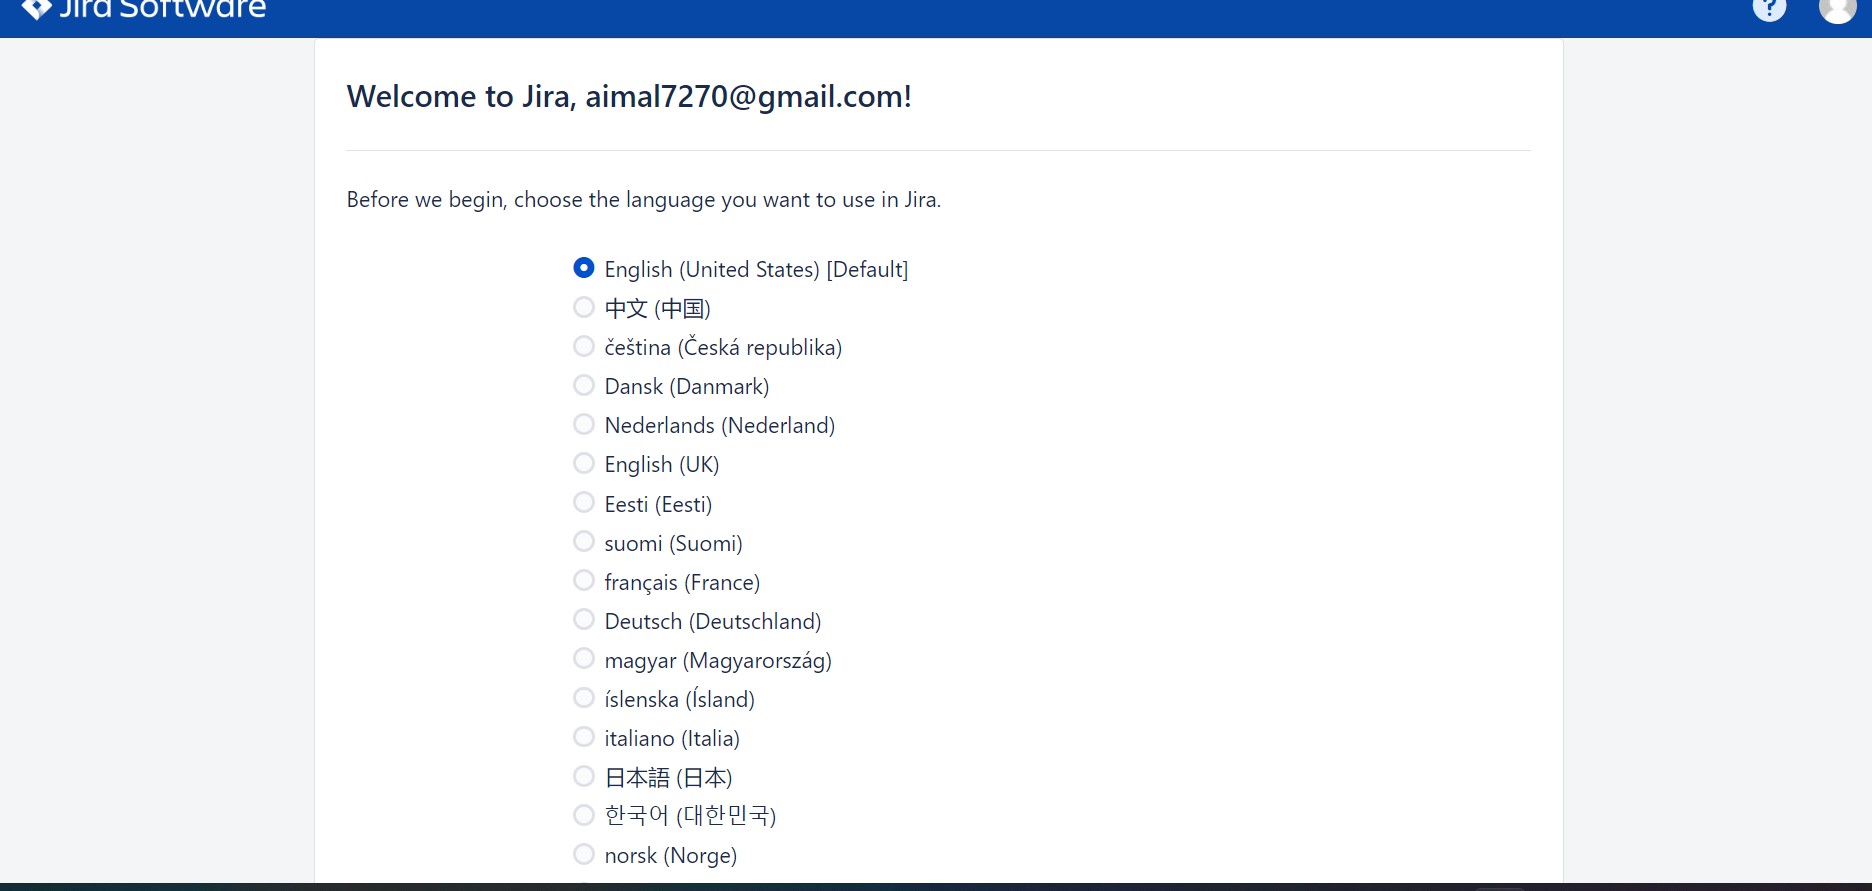 Jira Software
?
Welcome to Jira, aimal7270@gmail.com!
Before we begin, choose the language you want to use in Jira.
English (United States) [Default]
中文 (中国)
čeština (Česká republika)
Dansk (Danmark)
Nederlands (Nederland)
English (UK)
Eesti (Eesti)
suomi (Suomi)
français (France)
Deutsch (Deutschland)
magyar (Magyarország)
íslenska (Ísland)
italiano (Italia)
日本語 (日本)
한국어 (대한민국)
norsk (Norge)